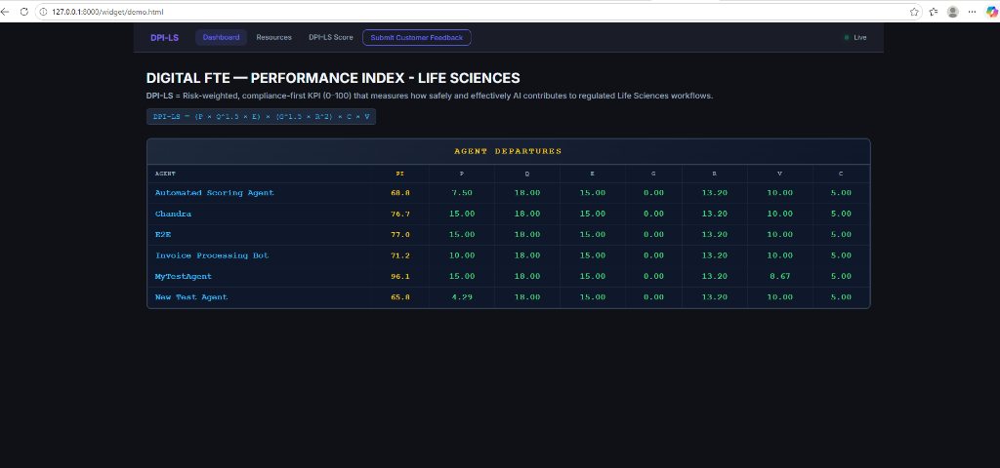 127.0.0.1:8000/widget/demo.html
DPI-LS Dashboard Resources DPI-LS Score Submit Customer Feedback Live
DIGITAL FTE — PERFORMANCE INDEX - LIFE SCIENCES
DPI-LS = Risk-weighted, compliance-first KPI (0-100) that measures how safely and effectively AI contributes to regulated Life Sciences workflows.
DPI-LS = (P × Q^1.5 × E) × (G^1.5 × R^2) × C × V
AGENT DEPARTURES
AGENT PI P Q E G R V C
Automated Scoring Agent 68.8 7.50 18.00 15.00 0.00 13.20 10.00 5.00
Chandra 76.7 15.00 18.00 15.00 0.00 13.20 10.00 5.00
E2E 77.0 15.00 18.00 15.00 0.00 13.20 10.00 5.00
Invoice Processing Bot 71.2 10.00 18.00 15.00 0.00 13.20 10.00 5.00
MyTestAgent 96.1 15.00 18.00 15.00 0.00 13.20 8.67 5.00
New Test Agent 65.8 4.29 18.00 15.00 0.00 13.20 10.00 5.00